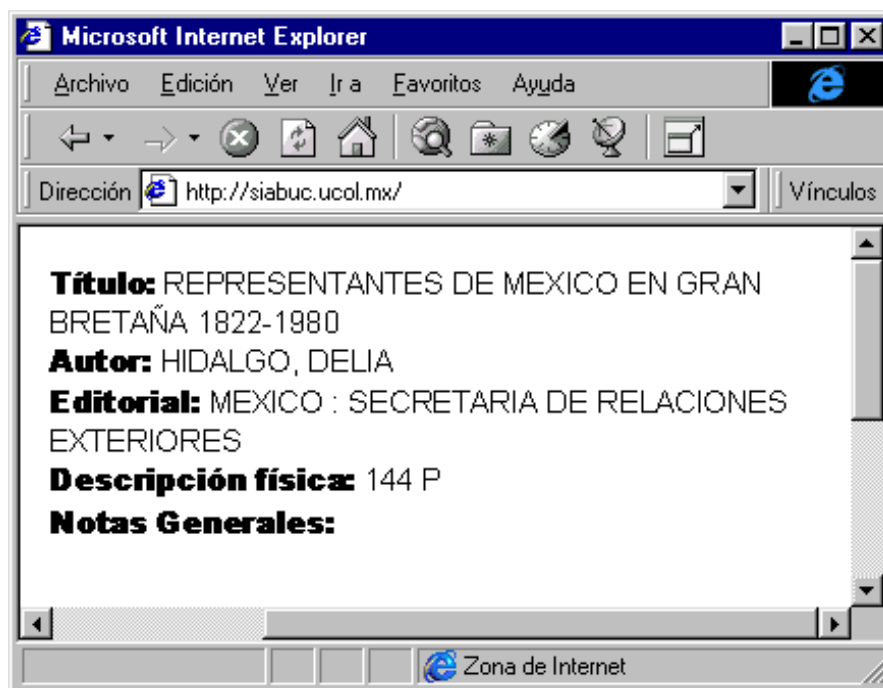 Microsoft Internet Explorer
Archivo Edición Ver Ir a Favoritos Ayuda
Dirección http://siabuc.ucol.mx/ Vínculos
Título: REPRESENTANTES DE MEXICO EN GRAN
BRETAÑA 1822-1980
Autor: HIDALGO, DELIA
Editorial: MEXICO : SECRETARIA DE RELACIONES
EXTERIORES
Descripción física: 144 P
Notas Generales:
Zona de Internet